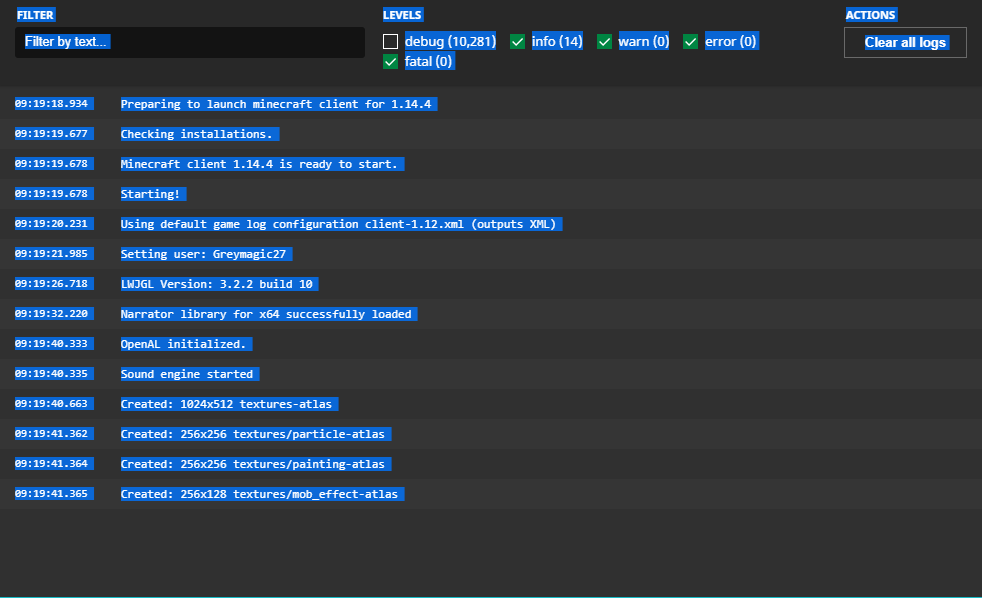 FILTER
Filter by text...
LEVELS
debug (10,281) info (14) warn (0) error (0)
fatal (0)
ACTIONS
Clear all logs
09:19:18.934 Preparing to launch minecraft client for 1.14.4
09:19:19.677 Checking installations.
09:19:19.678 Minecraft client 1.14.4 is ready to start.
09:19:19.678 Starting!
09:19:20.231 Using default game log configuration client-1.12.xml (outputs XML)
09:19:21.985 Setting user: Greymagic27
09:19:26.718 LWJGL Version: 3.2.2 build 10
09:19:32.220 Narrator library for x64 successfully loaded
09:19:40.333 OpenAL initialized.
09:19:40.335 Sound engine started
09:19:40.663 Created: 1024x512 textures-atlas
09:19:41.362 Created: 256x256 textures/particle-atlas
09:19:41.364 Created: 256x256 textures/painting-atlas
09:19:41.365 Created: 256x128 textures/mob_effect-atlas